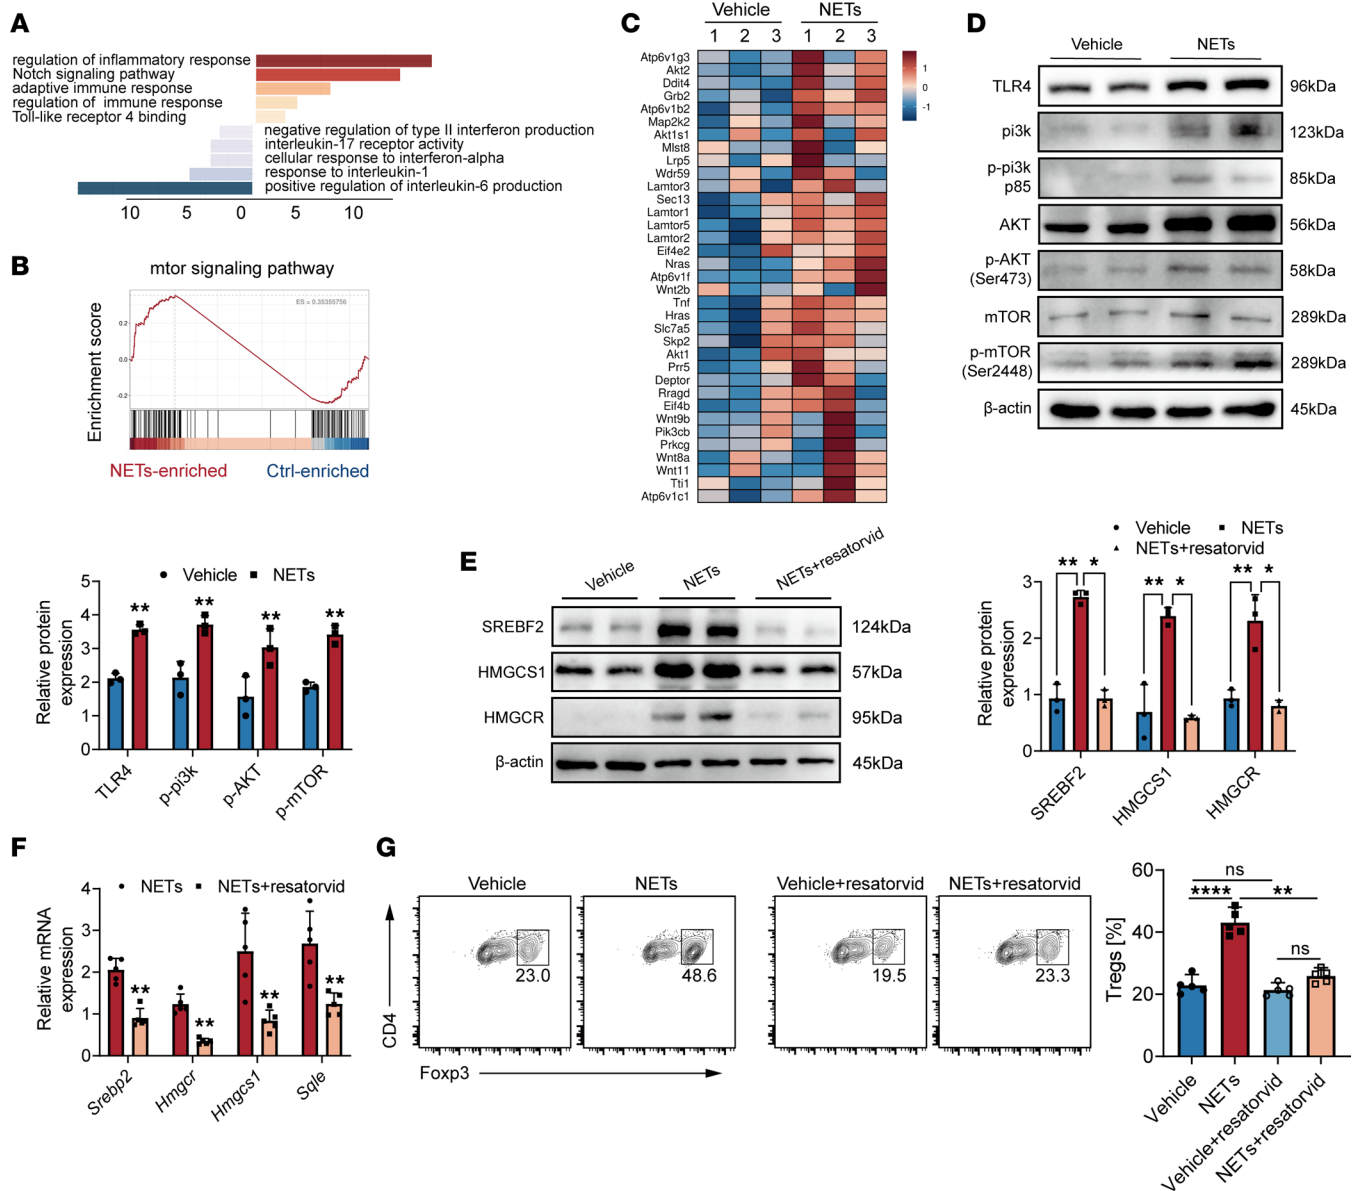 A
regulation of inflammatory response
Notch signaling pathway
adaptive immune response
regulation of  immune response
Toll-like receptor 4 binding
negative regulation of type II interferon production
interleukin-17 receptor activity
cellular response to interferon-alpha
response to interleukin-1
positive regulation of interleukin-6 production
10 5 0 5 10
B
mtor signaling pathway
ES = 0.35355756
Enrichment score
0.2
0.0
-0.2
NETs-enriched Ctrl-enriched
C
Vehicle NETs
1 2 3 1 2 3
Atp6v1g3
Akt2
Ddit4
Grb2
Atp6v1b2
Map2k2
Akt1s1
Mlst8
Lrp5
Wdr59
Lamtor3
Sec13
Lamtor1
Lamtor5
Lamtor2
Eif4e2
Nras
Atp6v1f
Wnt2b
Tnf
Hras
Slc7a5
Skp2
Akt1
Prr5
Deptor
Rragd
Eif4b
Wnt9b
Pik3cb
Prkcg
Wnt8a
Wnt11
Tti1
Atp6v1c1
1
0
-1
D
Vehicle NETs
TLR4 96kDa
pi3k 123kDa
p-pi3k
p85 85kDa
AKT 56kDa
p-AKT
(Ser473) 58kDa
mTOR 289kDa
p-mTOR
(Ser2448) 289kDa
β-actin 45kDa
Vehicle NETs
Relative protein
expression
5
4
3
2
1
0
** ** ** **
TLR4 p-pi3k p-AKT p-mTOR
E
Vehicle NETs NETs+resatorvid
SREBF2 124kDa
HMGCS1 57kDa
HMGCR 95kDa
β-actin 45kDa
Vehicle NETs
NETs+resatorvid
Relative protein
expression
3
2
1
0
** * ** * ** *
SREBF2 HMGCS1 HMGCR
F
NETs NETs+resatorvid
Relative mRNA
expression
4
3
2
1
0
** ** ** **
Srebp2 Hmgcr Hmgcs1 Sqle
G
Vehicle NETs Vehicle+resatorvid NETs+resatorvid
23.0 48.6 19.5 23.3
CD4
Foxp3
Tregs [%]
60
40
20
0
ns
**** **
ns
Vehicle NETs Vehicle+resatorvid NETs+resatorvid